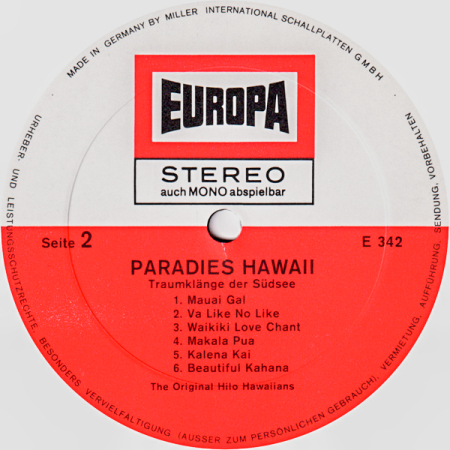 MADE IN GERMANY BY MILLER INTERNATIONAL SCHALLPLATTEN GMBH
EUROPA
STEREO
auch MONO abspielbar
Seite 2
E 342
PARADIES HAWAII
Traumklänge der Südsee
1. Mauai Gal
2. Va Like No Like
3. Waikiki Love Chant
4. Makala Pua
5. Kalena Kai
6. Beautiful Kahana
The Original Hilo Hawaiians
URHEBER- UND LEISTUNGSSCHUTZRECHTE, BESONDERS VERVIELFÄLTIGUNG (AUSSER ZUM PERSÖNLICHEN GEBRAUCH), VERMIETUNG, AUFFÜHRUNG, SENDUNG, VORBEHALTEN